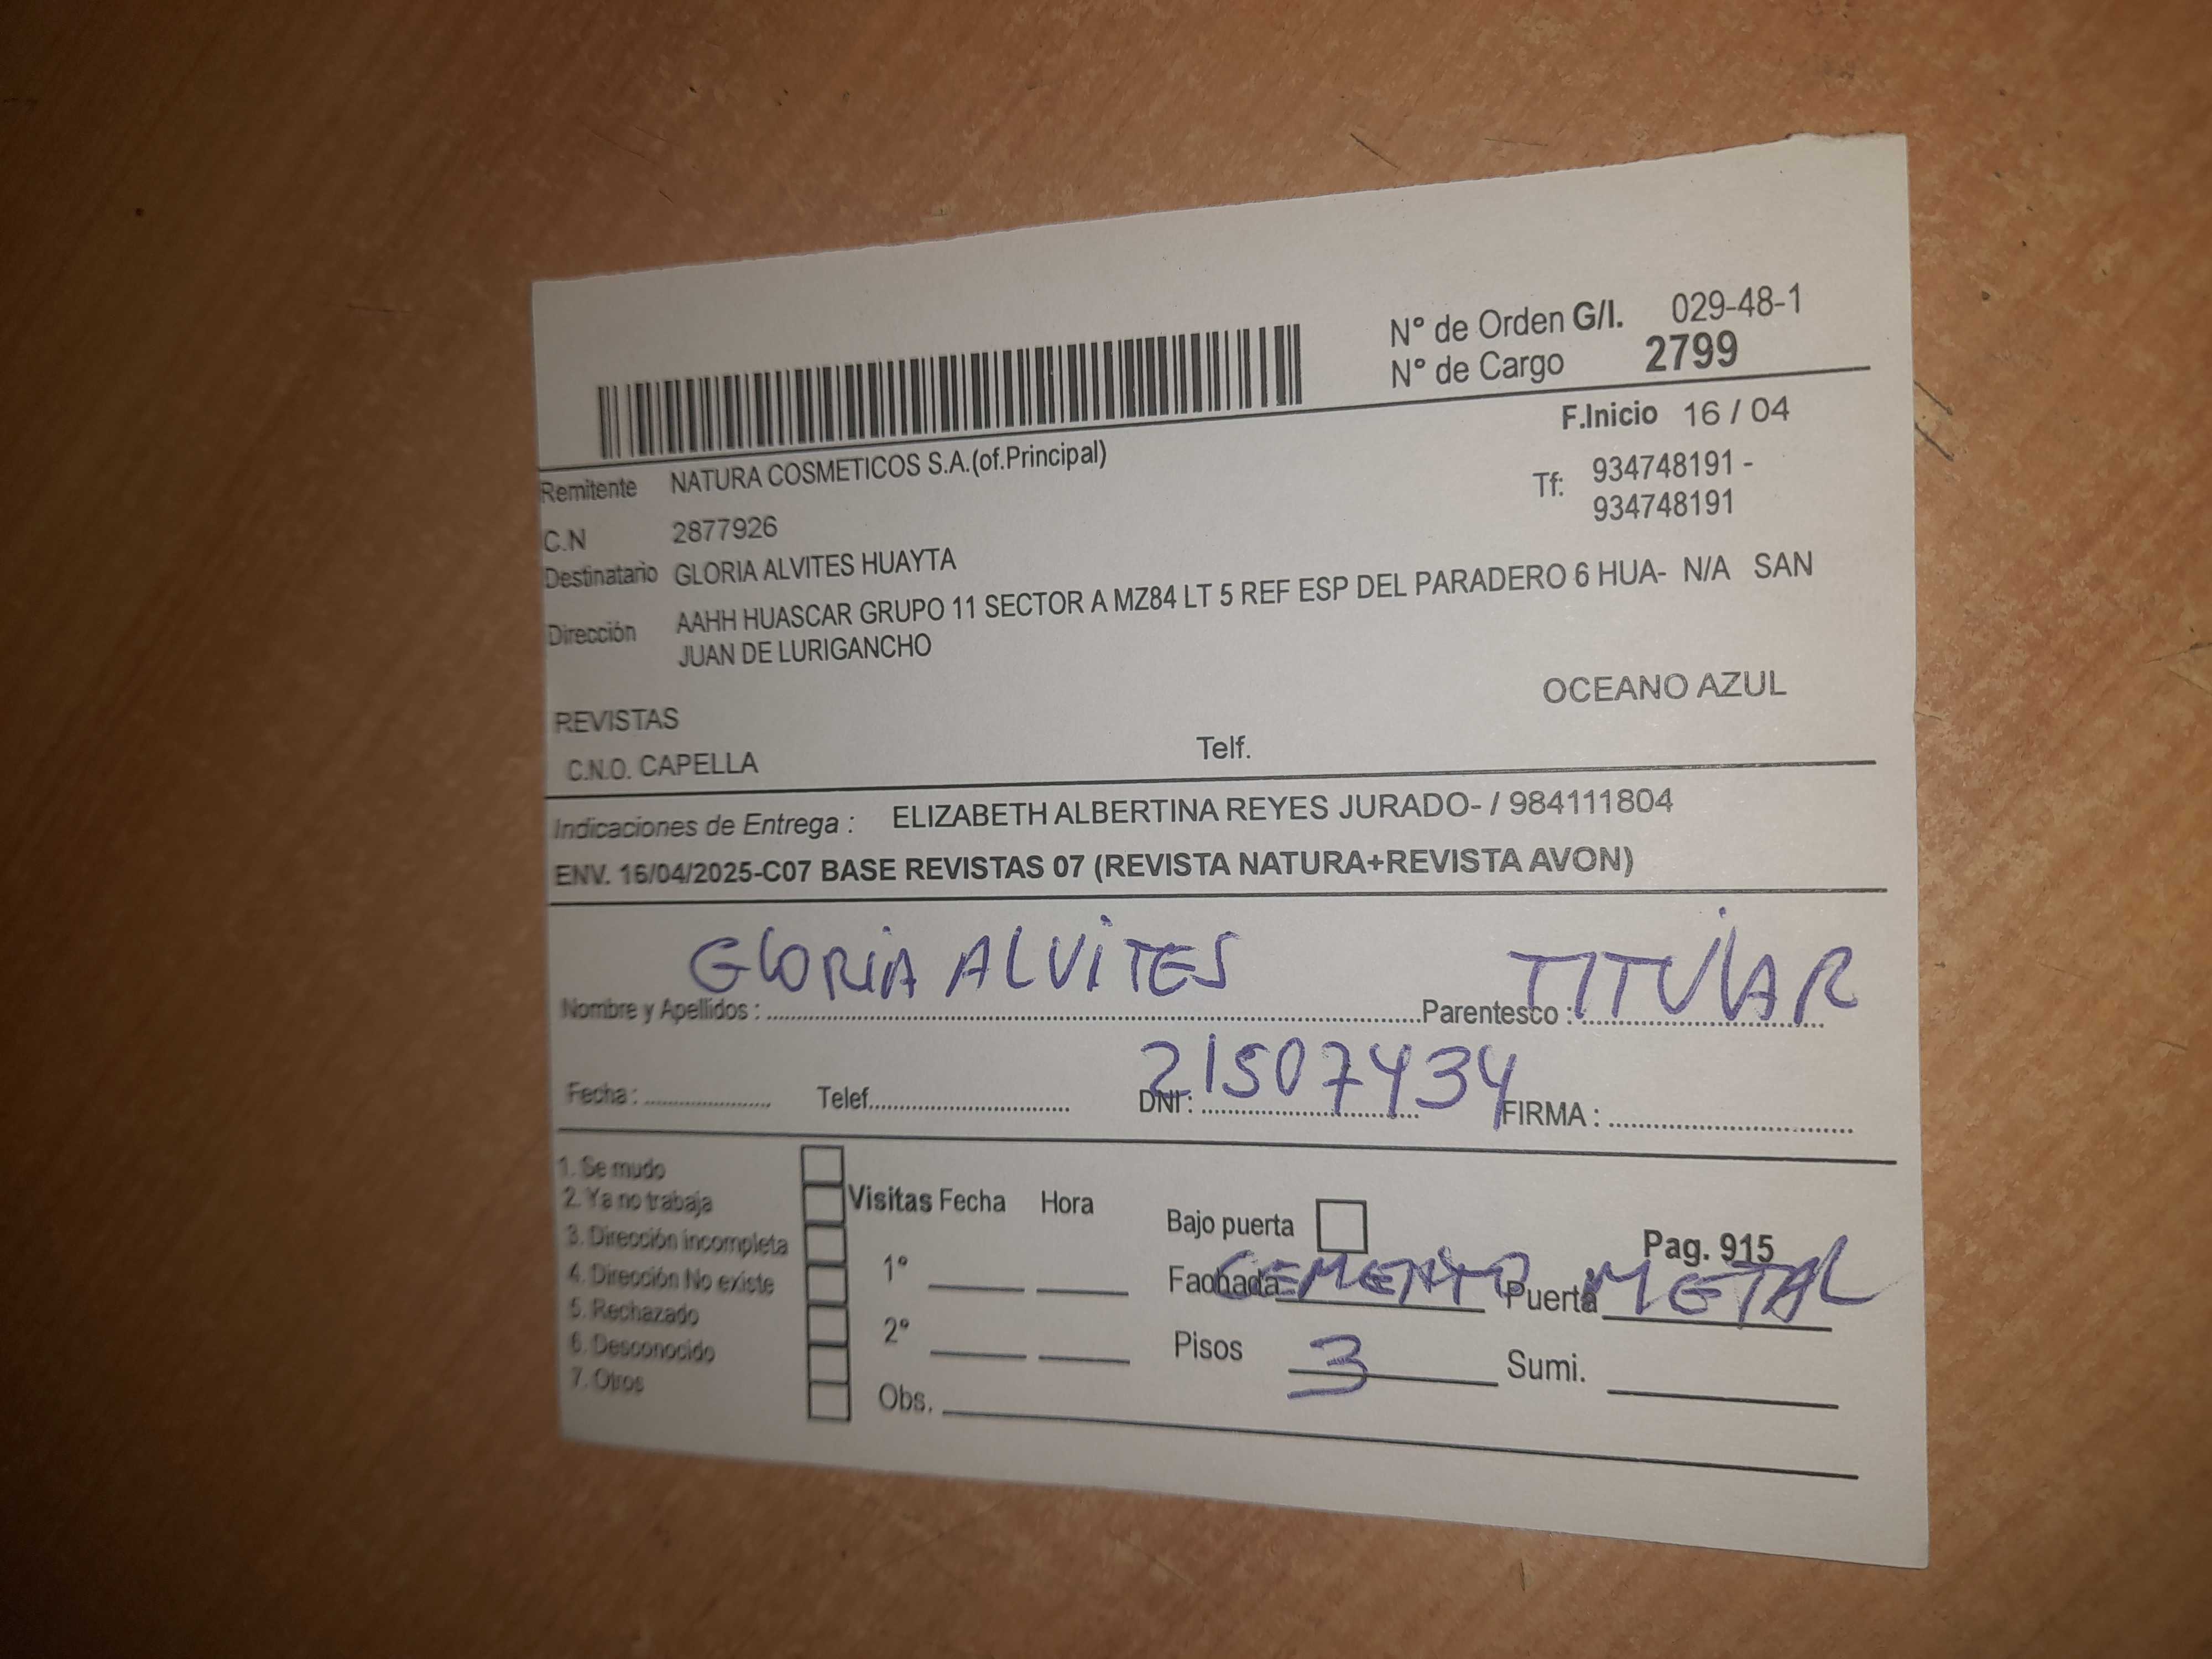 N° de Orden G/I. 029-48-1
N° de Cargo 2799
F.Inicio 16 / 04
Remitente NATURA COSMETICOS S.A.(of.Principal)
Tf: 934748191 -
934748191
C.N 2877926
Destinatario GLORIA ALVITES HUAYTA
Dirección AAHH HUASCAR GRUPO 11 SECTOR A MZ84 LT 5 REF ESP DEL PARADERO 6 HUA- N/A SAN
JUAN DE LURIGANCHO
OCEANO AZUL
REVISTAS
C.N.O. CAPELLA Telf.
Indicaciones de Entrega : ELIZABETH ALBERTINA REYES JURADO- / 984111804
ENV. 16/04/2025-C07 BASE REVISTAS 07 (REVISTA NATURA+REVISTA AVON)
GLORIA ALVITES TITULAR
Nombre y Apellidos : Parentesco :
21507434
Fecha : Telef. DNI : FIRMA :
1. Se mudo
2. Ya no trabaja
3. Dirección incompleta
4. Dirección No existe
5. Rechazado
6. Desconocido
7. Otros
Visitas Fecha Hora
1°
2°
Obs.
Bajo puerta
Pag. 915
Fachada CEMENTO Puerta METAL
Pisos 3 Sumi.